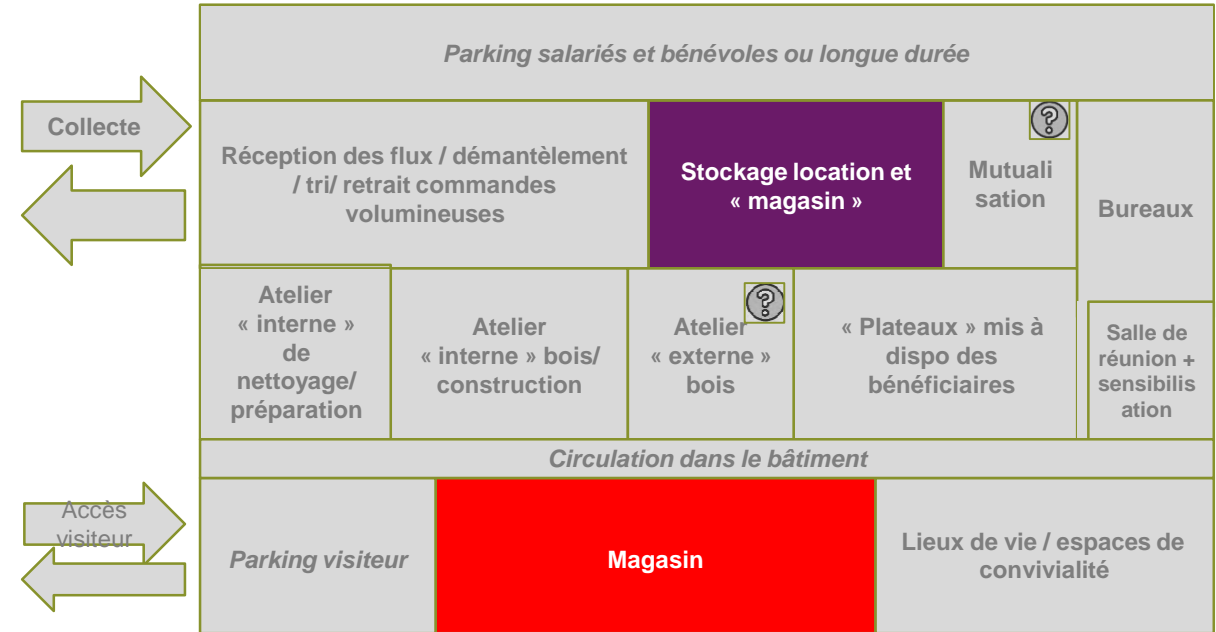 Parking salariés et bénévoles ou longue durée
Collecte
Réception des flux / démantèlement
/ tri/ retrait commandes
volumineuses
Stockage location et
« magasin »
?
Mutuali
sation
Bureaux
Atelier
« interne »
de
nettoyage/
préparation
Atelier
« interne » bois/
construction
?
Atelier
« externe »
bois
« Plateaux » mis à
dispo des
bénéficiaires
Salle de
réunion +
sensibilis
ation
Circulation dans le bâtiment
Accès
visiteur
Parking visiteur
Magasin
Lieux de vie / espaces de
convivialité